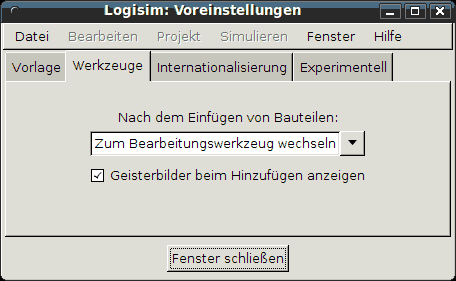 Logisim: Voreinstellungen
Datei Bearbeiten Projekt Simulieren Fenster Hilfe
Vorlage Werkzeuge Internationalisierung Experimentell
Nach dem Einfügen von Bauteilen:
Zum Bearbeitungswerkzeug wechseln
Geisterbilder beim Hinzufügen anzeigen
Fenster schließen